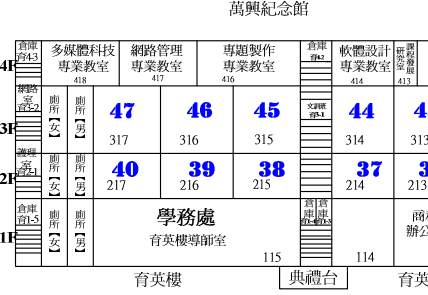 萬興紀念館
4F
倉庫
育4-3
多媒體科技
專業教室
418
網路管理
專業教室
417
專題製作
專業教室
416
倉庫
育4-2
軟體設計
專業教室
414
課程發展
研究室
413
3F
網路
室
育3-2
廁所【女】
廁所【男】
47
317
46
316
45
315
育3-1
44
314
4
313
2F
護理
室
育2-1
廁所【女】
廁所【男】
40
217
39
216
38
215
37
214
3
213
1F
倉庫
育1-5
廁所【女】
廁所【男】
學務處
育英樓導師室
115
倉庫
倉庫
114
商
辦公
育英樓
典禮台
育英